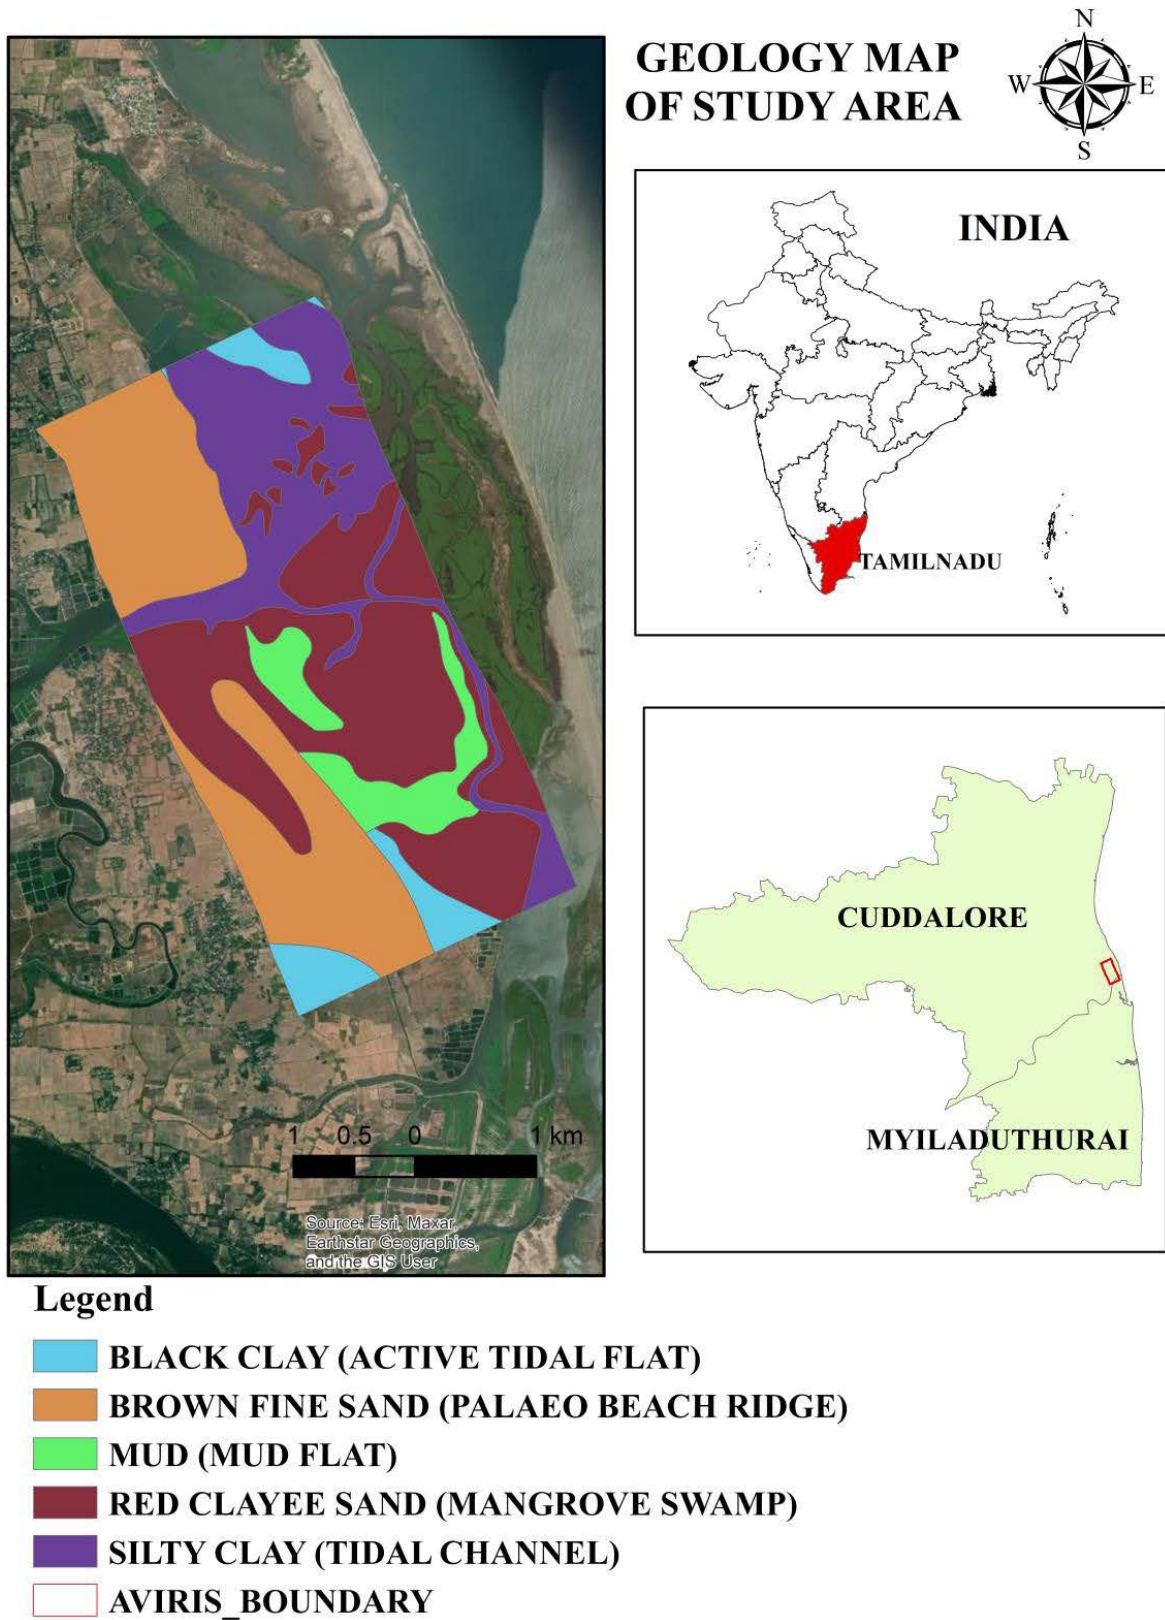 GEOLOGY MAP
OF STUDY AREA
N
W
E
S
INDIA
TAMILNADU
CUDDALORE
MYILADUTHURAI
1 0.5 0 1 km
Source: Esri, Maxar,
Earthstar Geographics,
and the GIS User
Legend
BLACK CLAY (ACTIVE TIDAL FLAT)
BROWN FINE SAND (PALAEO BEACH RIDGE)
MUD (MUD FLAT)
RED CLAYEE SAND (MANGROVE SWAMP)
SILTY CLAY (TIDAL CHANNEL)
AVIRIS_BOUNDARY